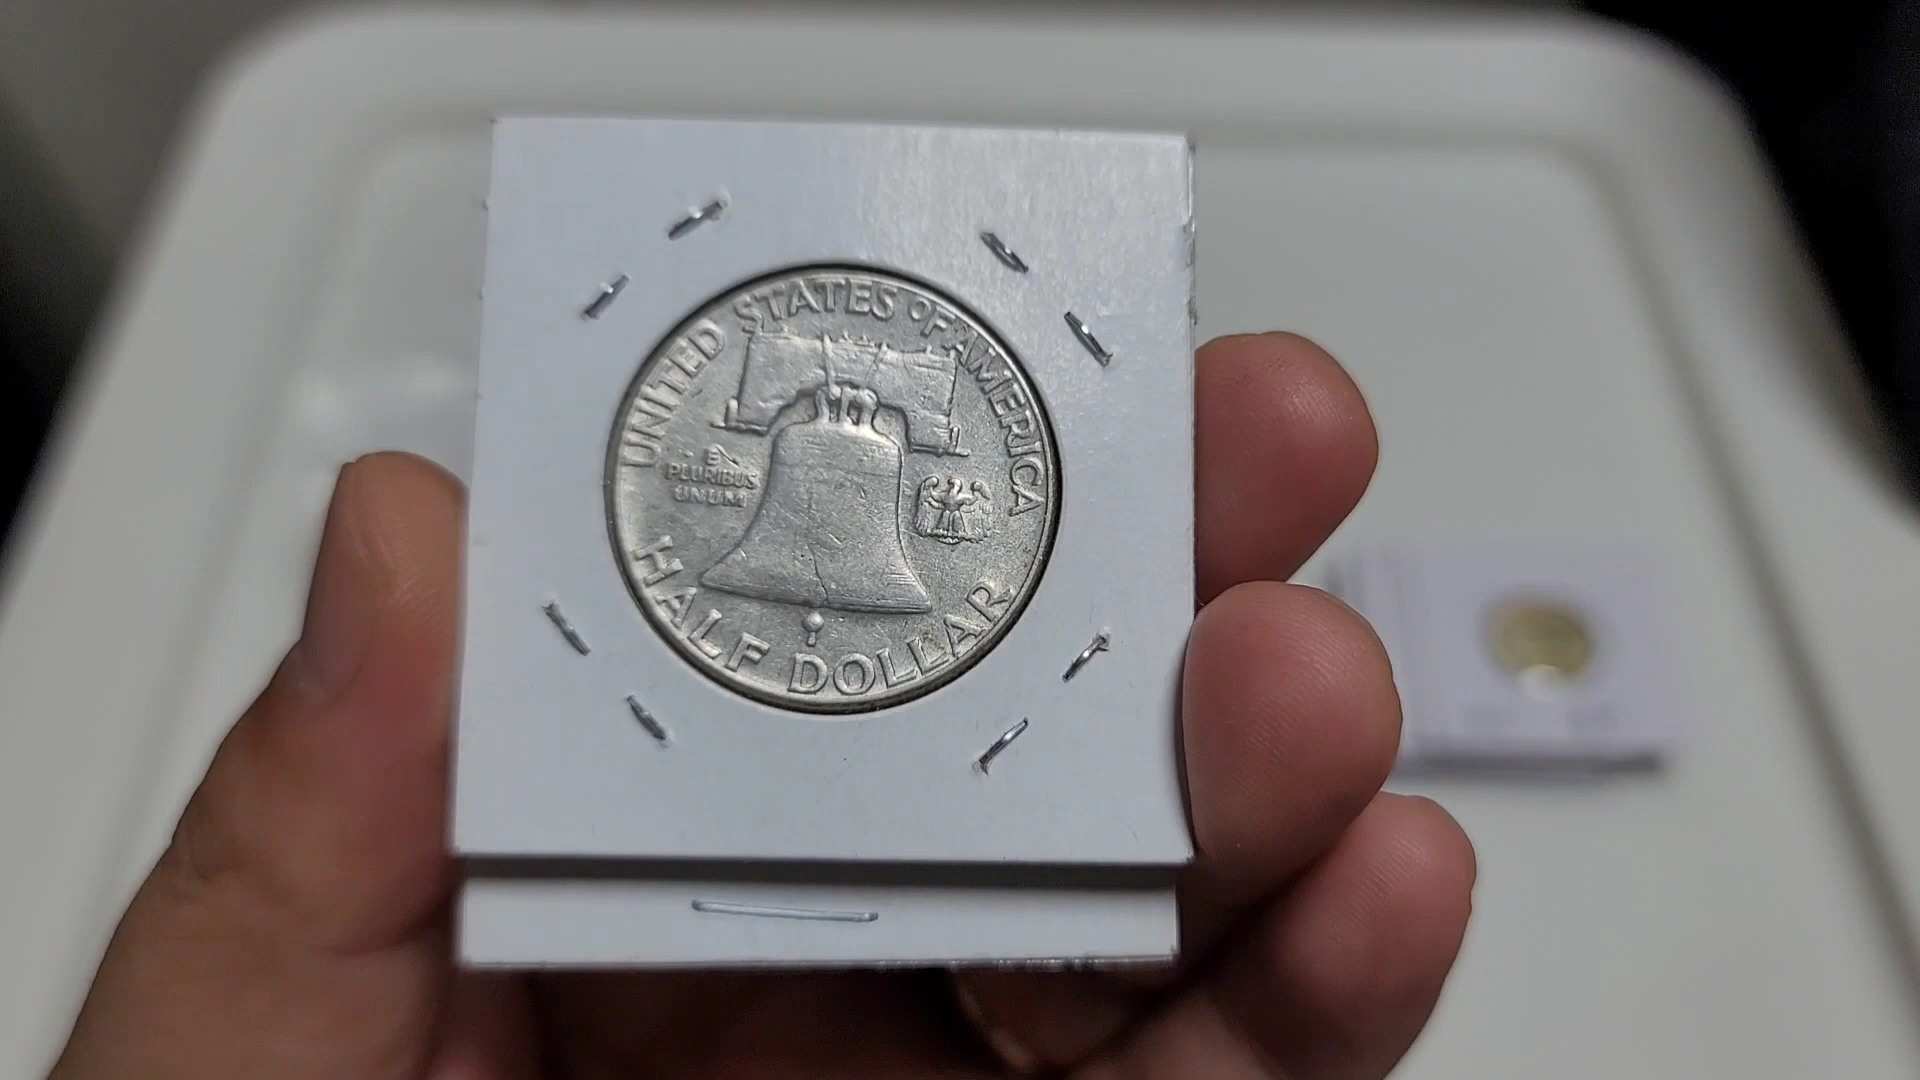 UNITED STATES OF AMERICA
E
PLURIBUS
UNUM
HALF DOLLAR